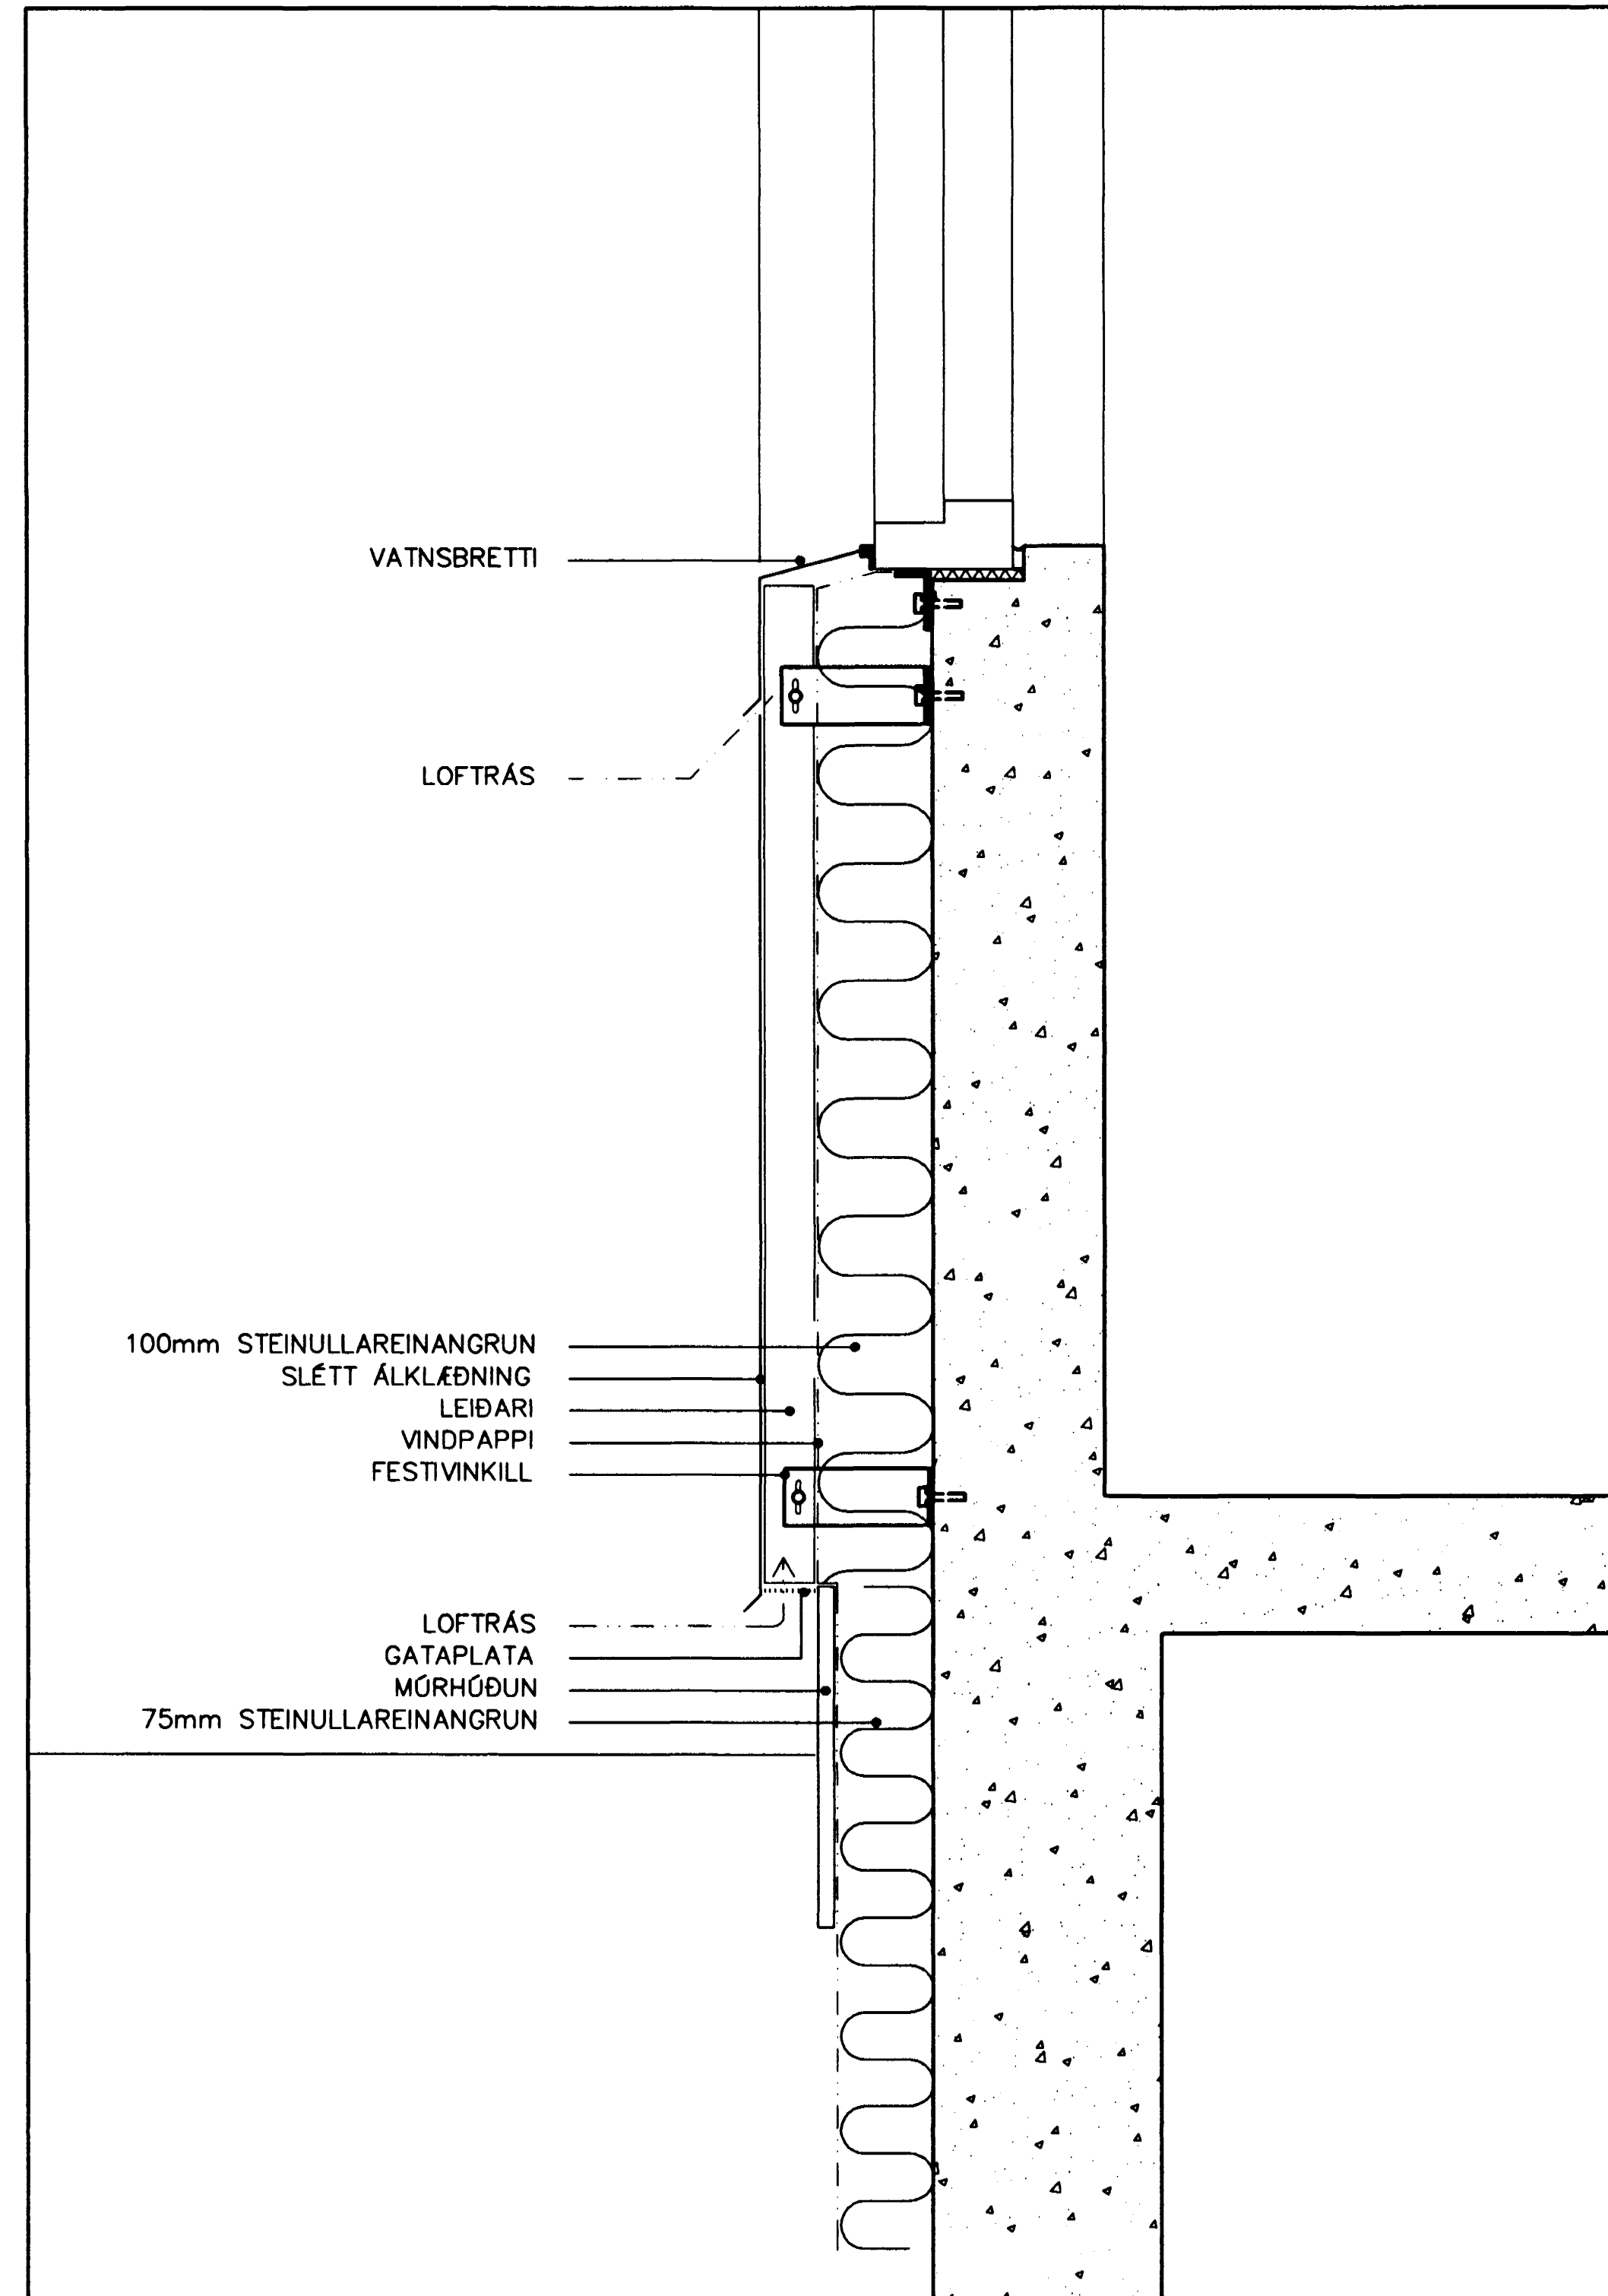 VATNSBRETTI
LOFTRÁS
100mm STEINULLAREINANGRUN
SLÉTT ÁLKLÆÐNING
LEIÐARI
VINDPAPPI
FESTIVINKILL
LOFTRÁS
GATAPLATA
MÚRHÚÐUN
75mm STEINULLAREINANGRUN